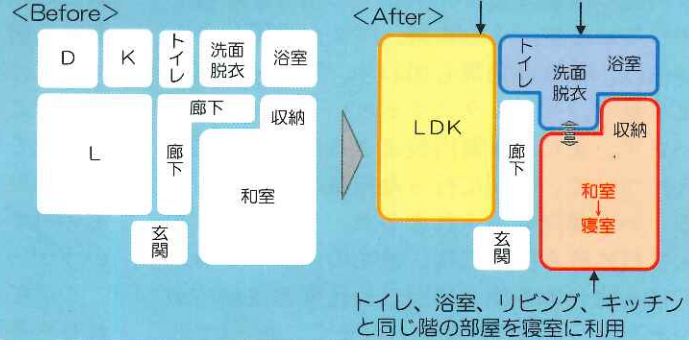 <Before>
D
K
トイレ
洗面
脱衣
浴室
廊下
収納
L
廊下
和室
玄関
<After>
トイレ
洗面
脱衣
浴室
LDK
廊下
収納
和室
↓
寝室
玄関
トイレ、浴室、リビング、キッチン
と同じ階の部屋を寝室に利用